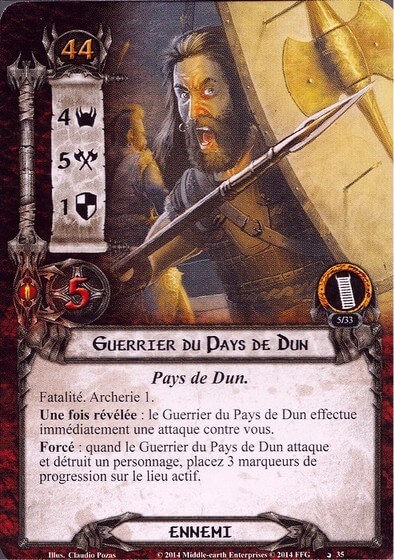 44
4
5
1
5
5/33
Guerrier du Pays de Dun
Pays de Dun.
Fatalité. Archerie 1.
Une fois révélée : le Guerrier du Pays de Dun effectue
immédiatement une attaque contre vous.
Forcé : quand le Guerrier du Pays de Dun attaque
et détruit un personnage, placez 3 marqueurs de
progression sur le lieu actif.
ENNEMI
Illus. Claudio Pozas © 2014 Middle-earth Enterprises © 2014 FFG 35